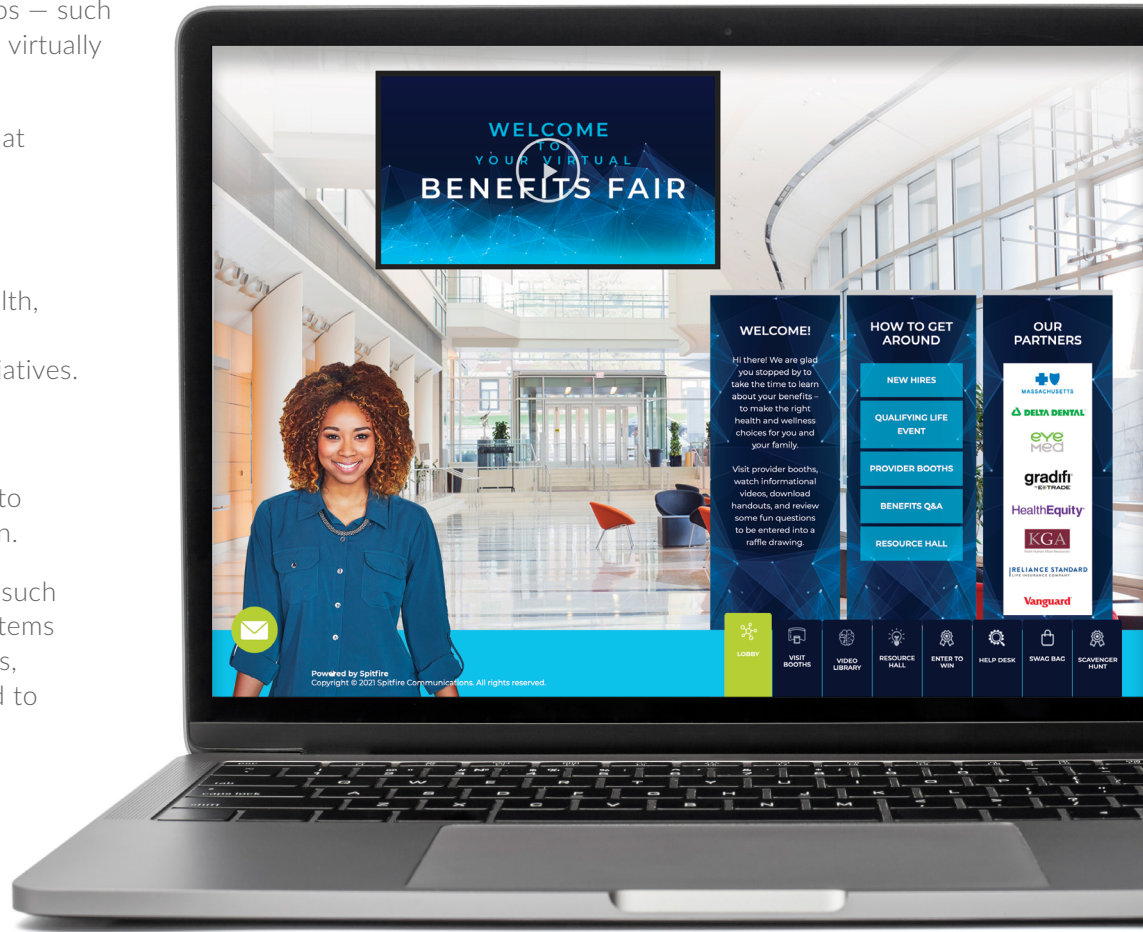 os — such
virtually
at
lth,
iatives.
to
n.
such
tems
s,
d to
WELCOME
TO
YOUR VIRTUAL
BENEFITS FAIR
WELCOME!
Hi there! We are glad
you stopped by to
take the time to learn
about your benefits –
to make the right
health and wellness
choices for you and
your family.
Visit provider booths,
watch informational
videos, download
handouts, and review
some fun questions
to be entered into a
raffle drawing.
HOW TO GET
AROUND
NEW HIRES
QUALIFYING LIFE
EVENT
PROVIDER BOOTHS
BENEFITS Q&A
RESOURCE HALL
OUR
PARTNERS
MASSACHUSETTS
DELTA DENTAL
eye
med
gradifi
E*TRADE
HealthEquity
KGA
RELIANCE STANDARD
LIFE INSURANCE COMPANY
Vanguard
LOBBY
VISIT
BOOTHS
VIDEO
LIBRARY
RESOURCE
HALL
ENTER TO
WIN
HELP DESK
SWAG BAG
SCAVENGER
HUNT
Powered by Spitfire
Copyright © 2021 Spitfire Communications. All rights reserved.
tab
caps lock
shift
A S D F G H J K L
Z X C V B N M